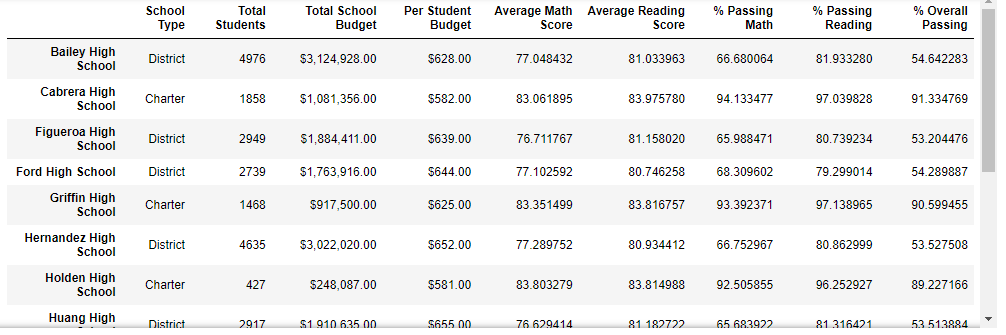 School Type Total Students Total School Budget Per Student Budget Average Math Score Average Reading Score % Passing Math % Passing Reading % Overall Passing
Bailey High School District 4976 $3,124,928.00 $628.00 77.048432 81.033963 66.680064 81.933280 54.642283
Cabrera High School Charter 1858 $1,081,356.00 $582.00 83.061895 83.975780 94.133477 97.039828 91.334769
Figueroa High School District 2949 $1,884,411.00 $639.00 76.711767 81.158020 65.988471 80.739234 53.204476
Ford High School District 2739 $1,763,916.00 $644.00 77.102592 80.746258 68.309602 79.299014 54.289887
Griffin High School Charter 1468 $917,500.00 $625.00 83.351499 83.816757 93.392371 97.138965 90.599455
Hernandez High School District 4635 $3,022,020.00 $652.00 77.289752 80.934412 66.752967 80.862999 53.527508
Holden High School Charter 427 $248,087.00 $581.00 83.803279 83.814988 92.505855 96.252927 89.227166
Huang High School District 2917 $1,910,635.00 $655.00 76.629414 81.182722 65.683922 81.316421 53.513884